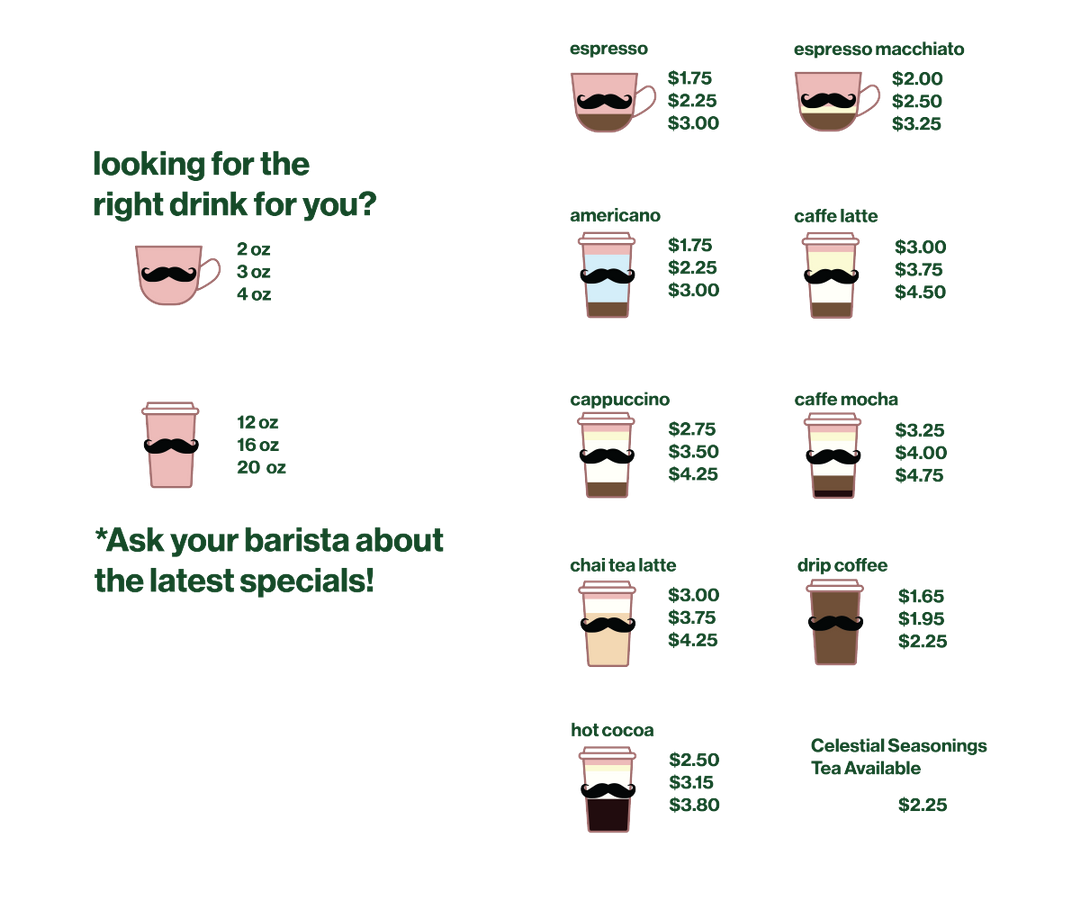 looking for the
right drink for you?
2 oz
3 oz
4 oz
12 oz
16 oz
20 oz
*Ask your barista about
the latest specials!
espresso
$1.75
$2.25
$3.00
espresso macchiato
$2.00
$2.50
$3.25
americano
$1.75
$2.25
$3.00
caffe latte
$3.00
$3.75
$4.50
cappuccino
$2.75
$3.50
$4.25
caffe mocha
$3.25
$4.00
$4.75
chai tea latte
$3.00
$3.75
$4.25
drip coffee
$1.65
$1.95
$2.25
hot cocoa
$2.50
$3.15
$3.80
Celestial Seasonings
Tea Available
$2.25